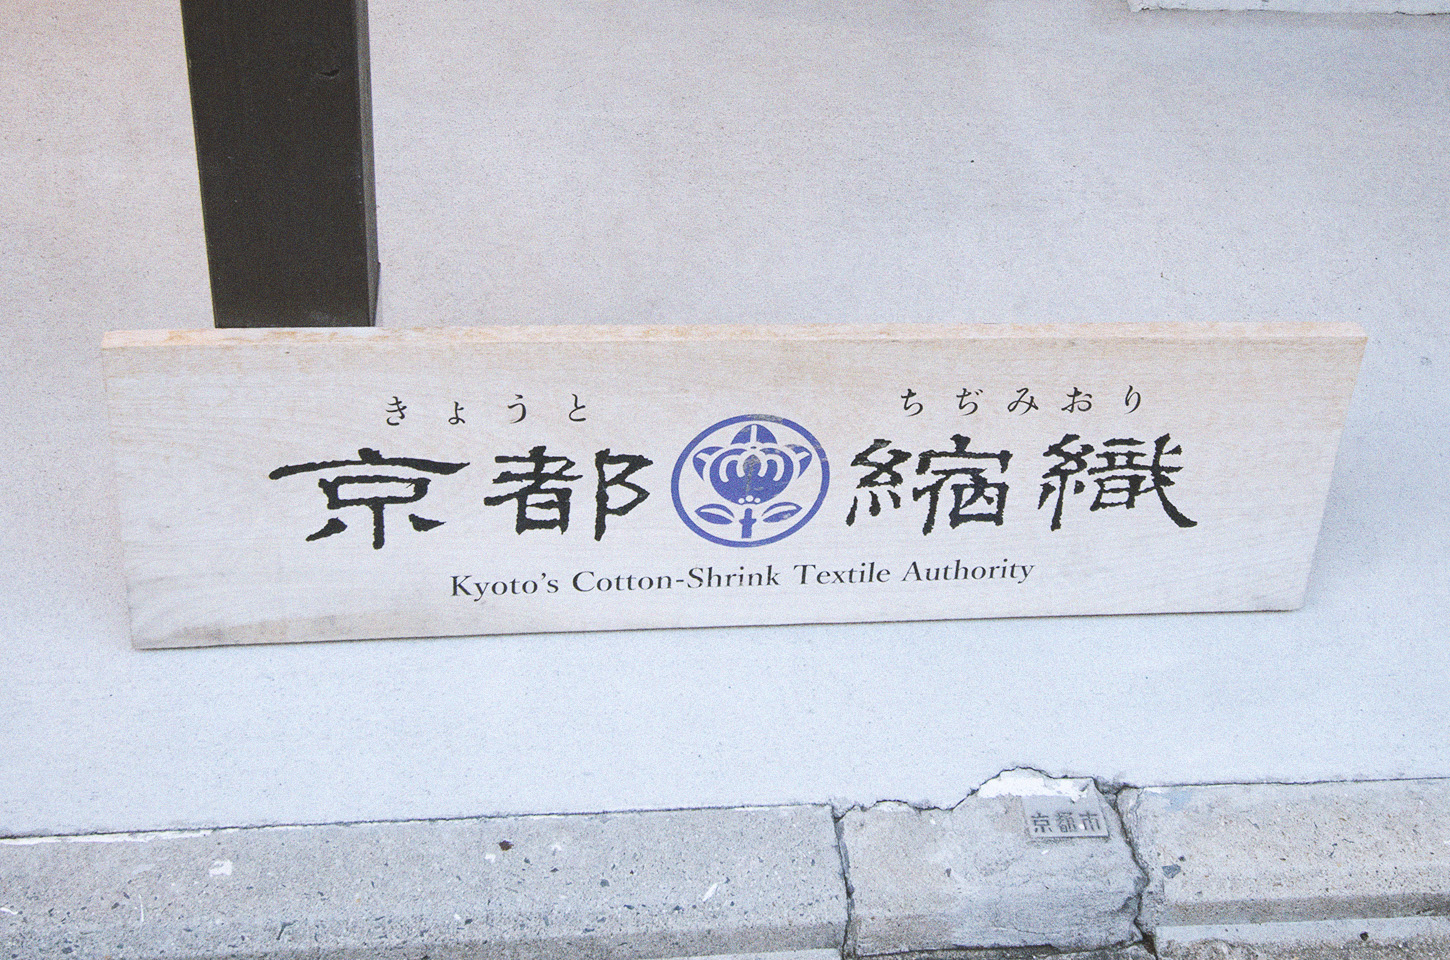 きょうと ちぢみおり
京都 縮織
Kyoto's Cotton-Shrink Textile Authority
京都市